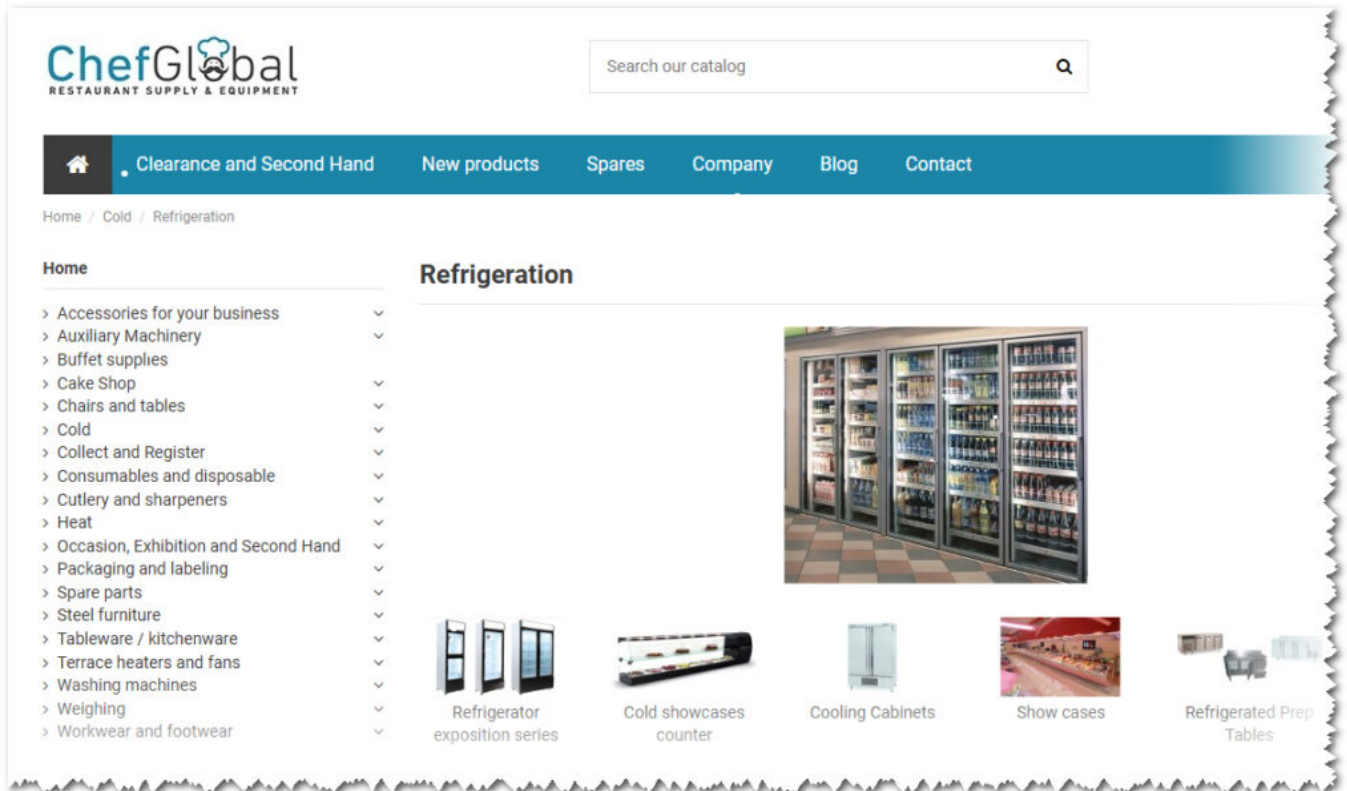 ChefGlobal
RESTAURANT SUPPLY & EQUIPMENT
Search our catalog
Clearance and Second Hand New products Spares Company Blog Contact
Home / Cold / Refrigeration
Home
Accessories for your business
Auxiliary Machinery
Buffet supplies
Cake Shop
Chairs and tables
Cold
Collect and Register
Consumables and disposable
Cutlery and sharpeners
Heat
Occasion, Exhibition and Second Hand
Packaging and labeling
Spare parts
Steel furniture
Tableware / kitchenware
Terrace heaters and fans
Washing machines
Weighing
Workwear and footwear
Refrigeration
Refrigerator
exposition series
Cold showcases
counter
Cooling Cabinets
Show cases
Refrigerated Prep
Tables